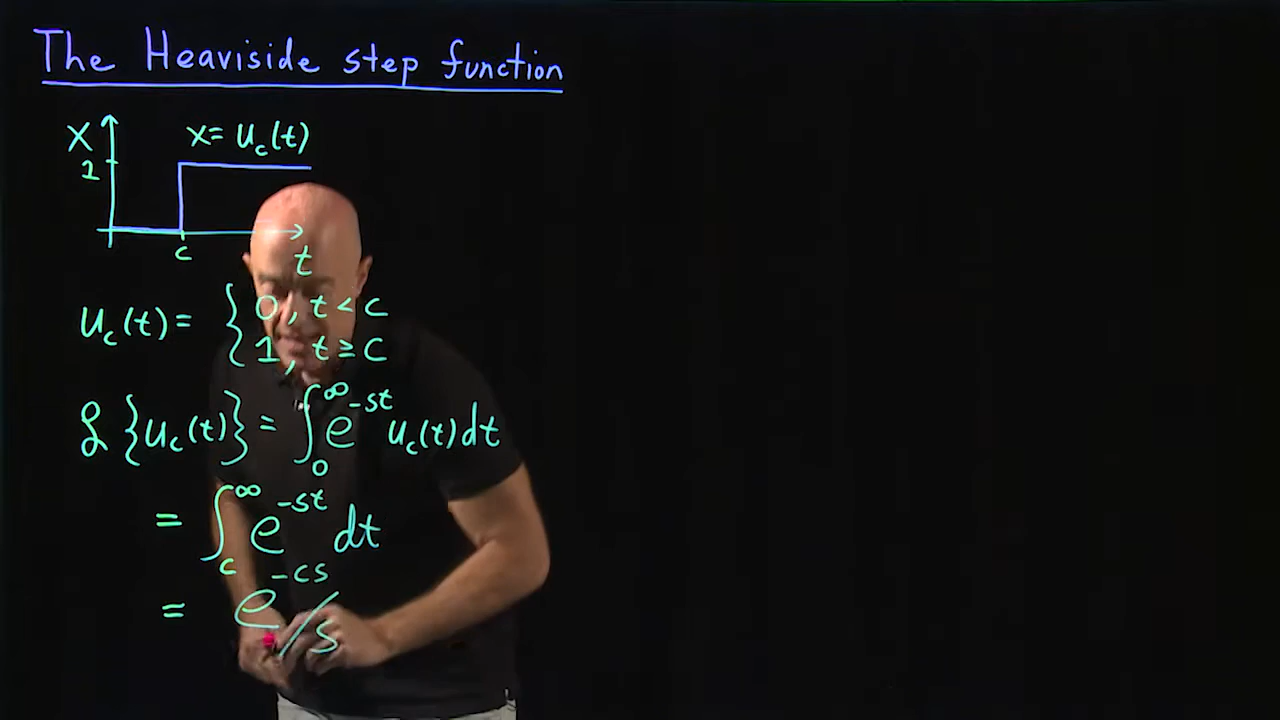 The Heaviside step function
x
1
x= u_c(t)
c
t
u_c(t) = { 0, t < c
1, t ≥ c
ℒ{u_c(t)} = ∫_0^∞ e^{-st} u_c(t) dt
= ∫_c^∞ e^{-st} dt
= e^{-cs}/s